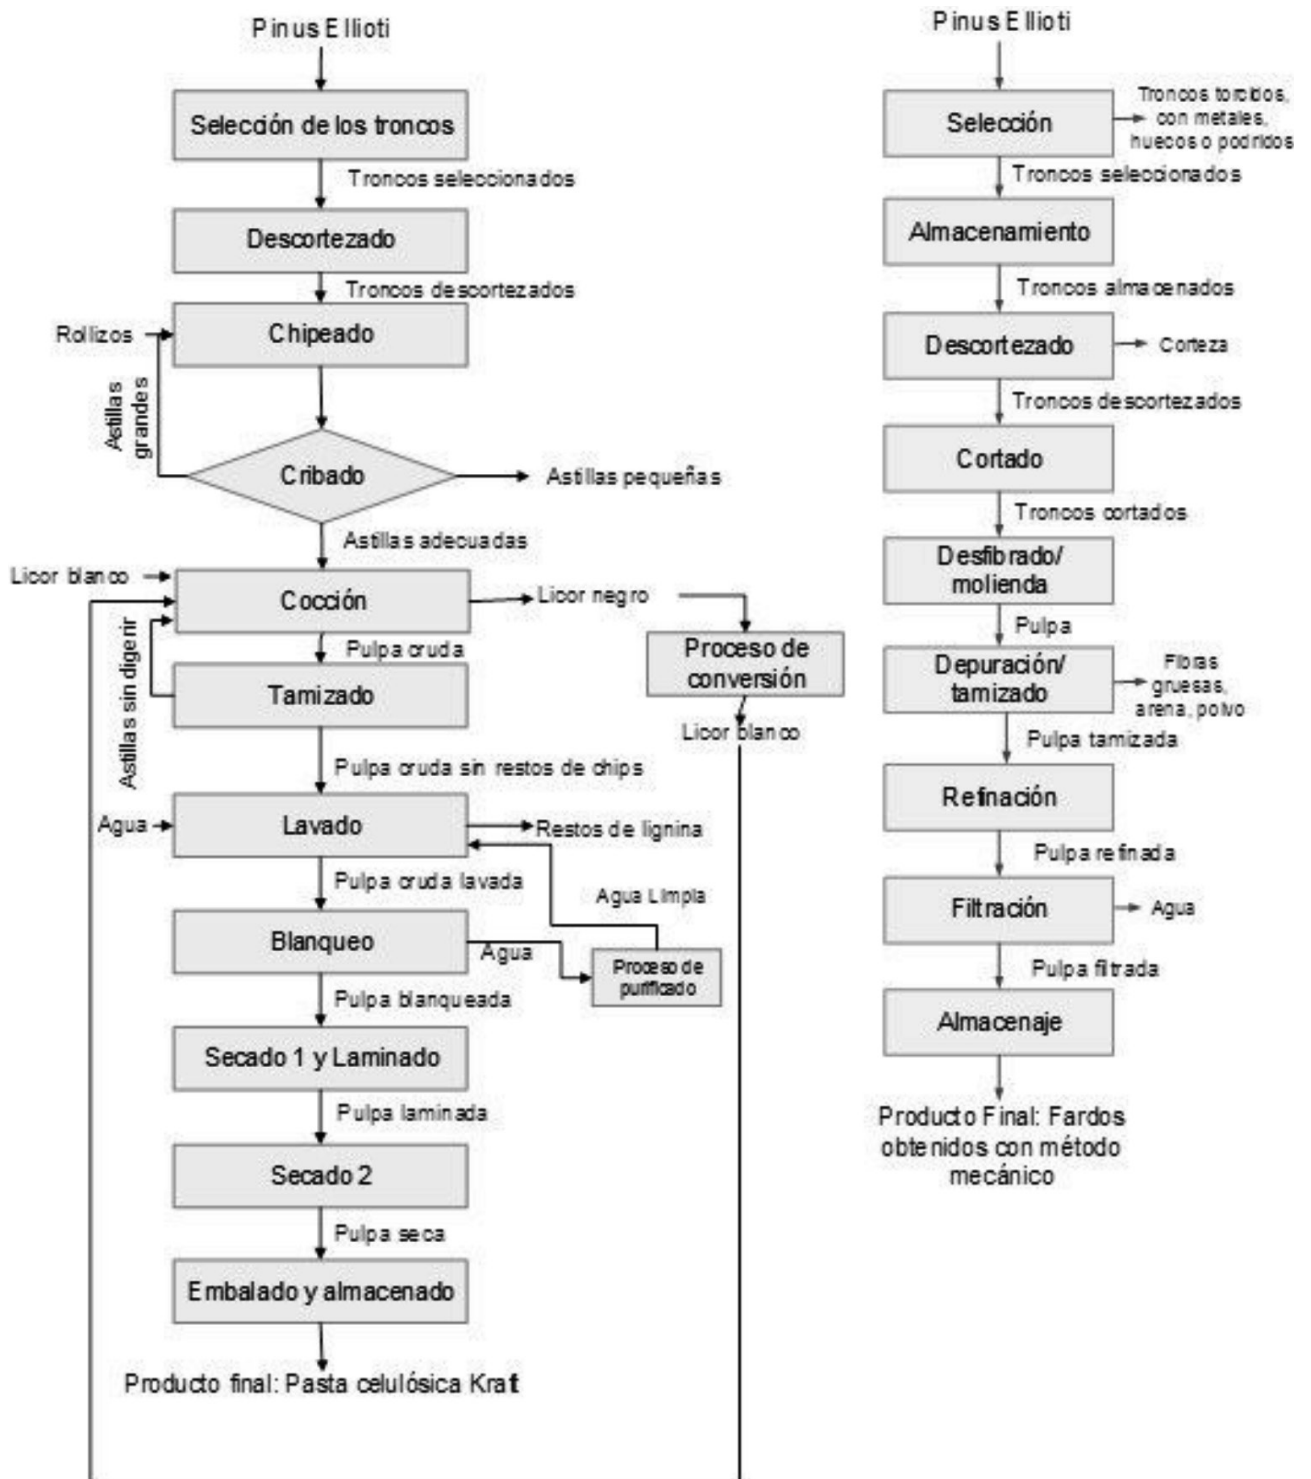 Pinus Ellioti
Selección de los troncos
Troncos seleccionados
Descortezado
Troncos descortezados
Rollizos
Chipeado
Astillas
grandes
Cribado
Astillas pequeñas
Astillas adecuadas
Licor blanco
Cocción
Licor negro
Astillas sin digerir
Pulpa cruda
Proceso de
conversión
Tamizado
Licor blanco
Pulpa cruda sin restos de chips
Agua
Lavado
Restos de lignina
Pulpa cruda lavada
Agua Limpia
Blanqueo
Agua
Proceso de
purificado
Pulpa blanqueada
Secado 1 y Laminado
Pulpa laminada
Secado 2
Pulpa seca
Embalado y almacenado
Producto final: Pasta celulósica Kraft
Pinus Ellioti
Selección
Troncos torcidos,
con metales,
huecos o podridos
Troncos seleccionados
Almacenamiento
Troncos almacenados
Descortezado
Corteza
Troncos descortezados
Cortado
Troncos cortados
Desfibrado/
molienda
Pulpa
Depuración/
tamizado
Fibras
gruesas,
arena, polvo
Pulpa tamizada
Refinación
Pulpa refinada
Filtración
Agua
Pulpa filtrada
Almacenaje
Producto Final: Fardos
obtenidos con método
mecánico